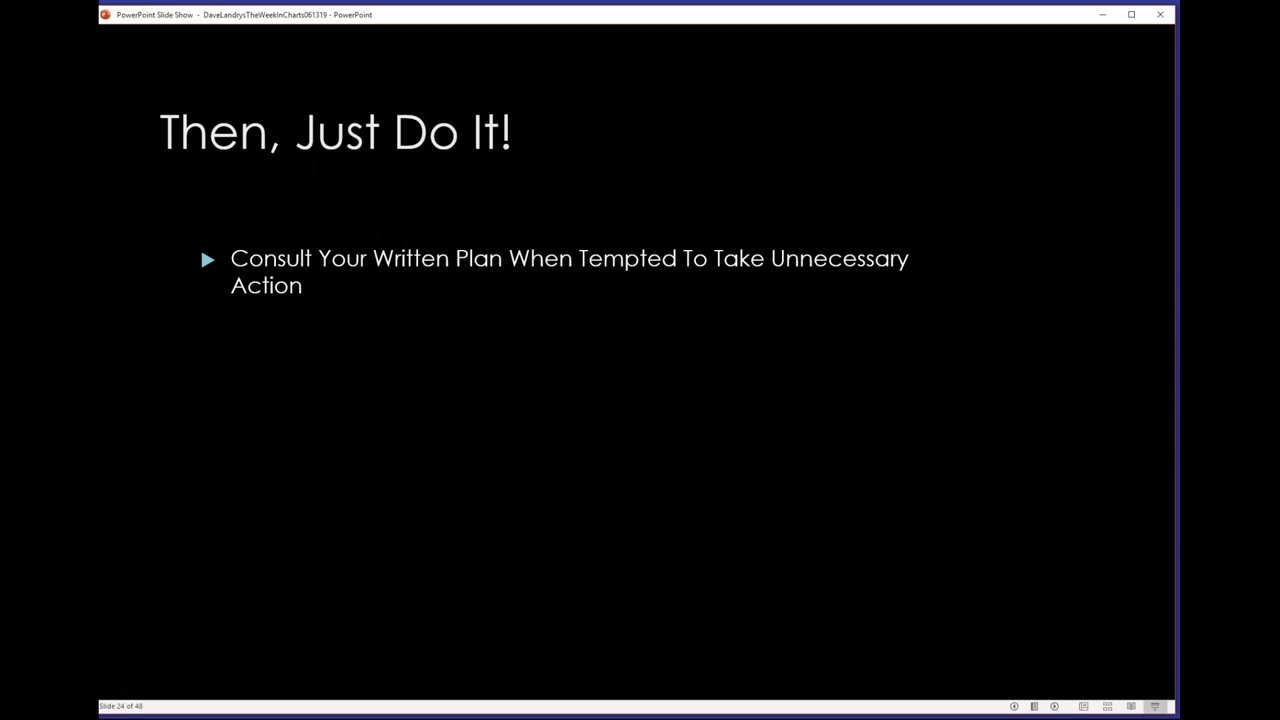 PowerPoint Slide Show - DaveLandrysTheWeekInCharts061319 - PowerPoint
Then, Just Do It!
Consult Your Written Plan When Tempted To Take Unnecessary
Action
Slide 24 of 48